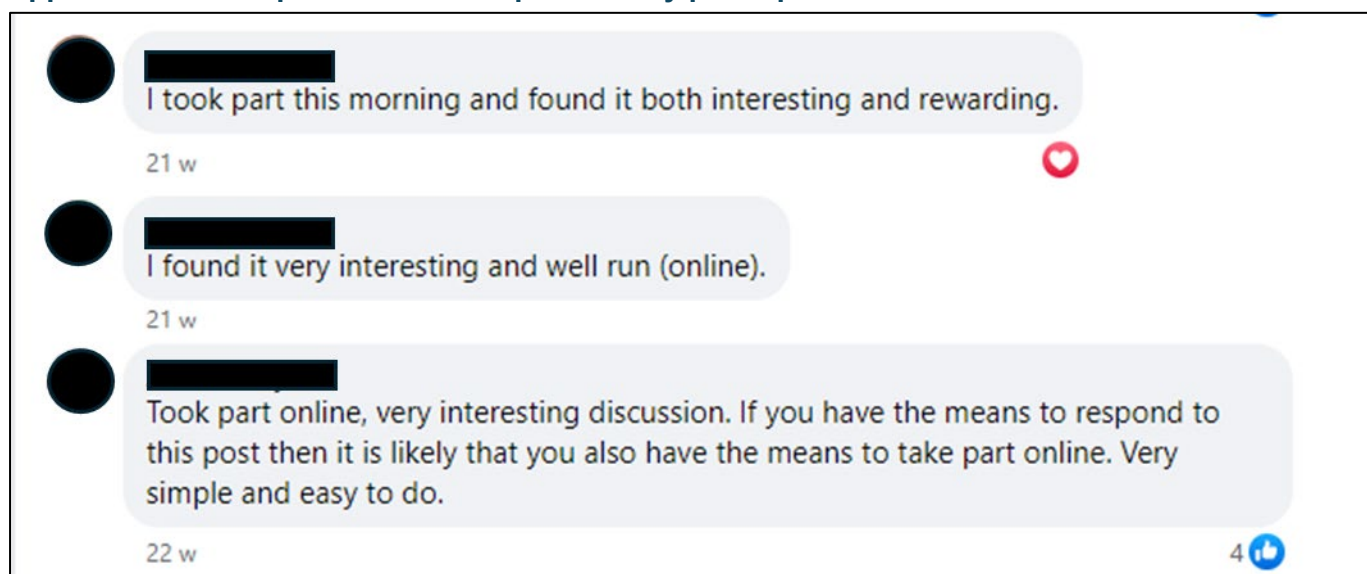 I took part this morning and found it both interesting and rewarding.
21 w
I found it very interesting and well run (online).
21 w
Took part online, very interesting discussion. If you have the means to respond to
this post then it is likely that you also have the means to take part online. Very
simple and easy to do.
22 w
4